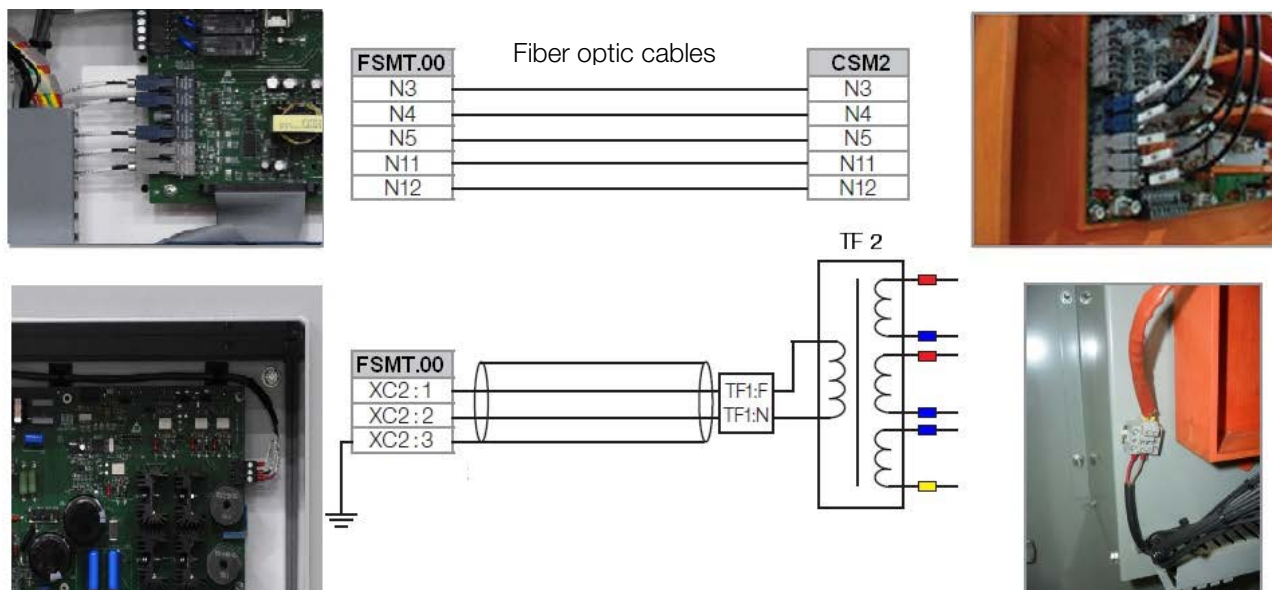 Fiber optic cables
FSMT.00
CSM2
N3
N3
N4
N4
N5
N5
N11
N11
N12
N12
TF 2
FSMT.00
XC2:1
XC2:2
XC2:3
TF1:F
TF1:N